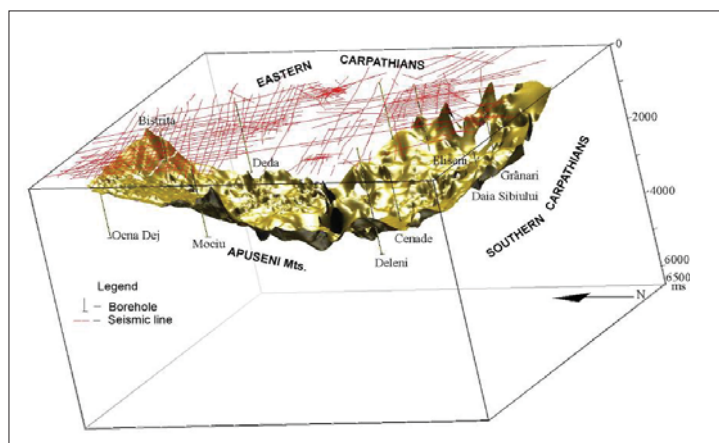 EASTERN CARPATHIANS
0
Bistrita
-2000
Deda
Grânari
Daia Sibiului
-4000
Ocna Dej
Mociu
APUSENI Mts.
Cenade
Deleni
SOUTHERN CARPATHIANS
6000
6500
ms
Legend
Borehole
Seismic line
N